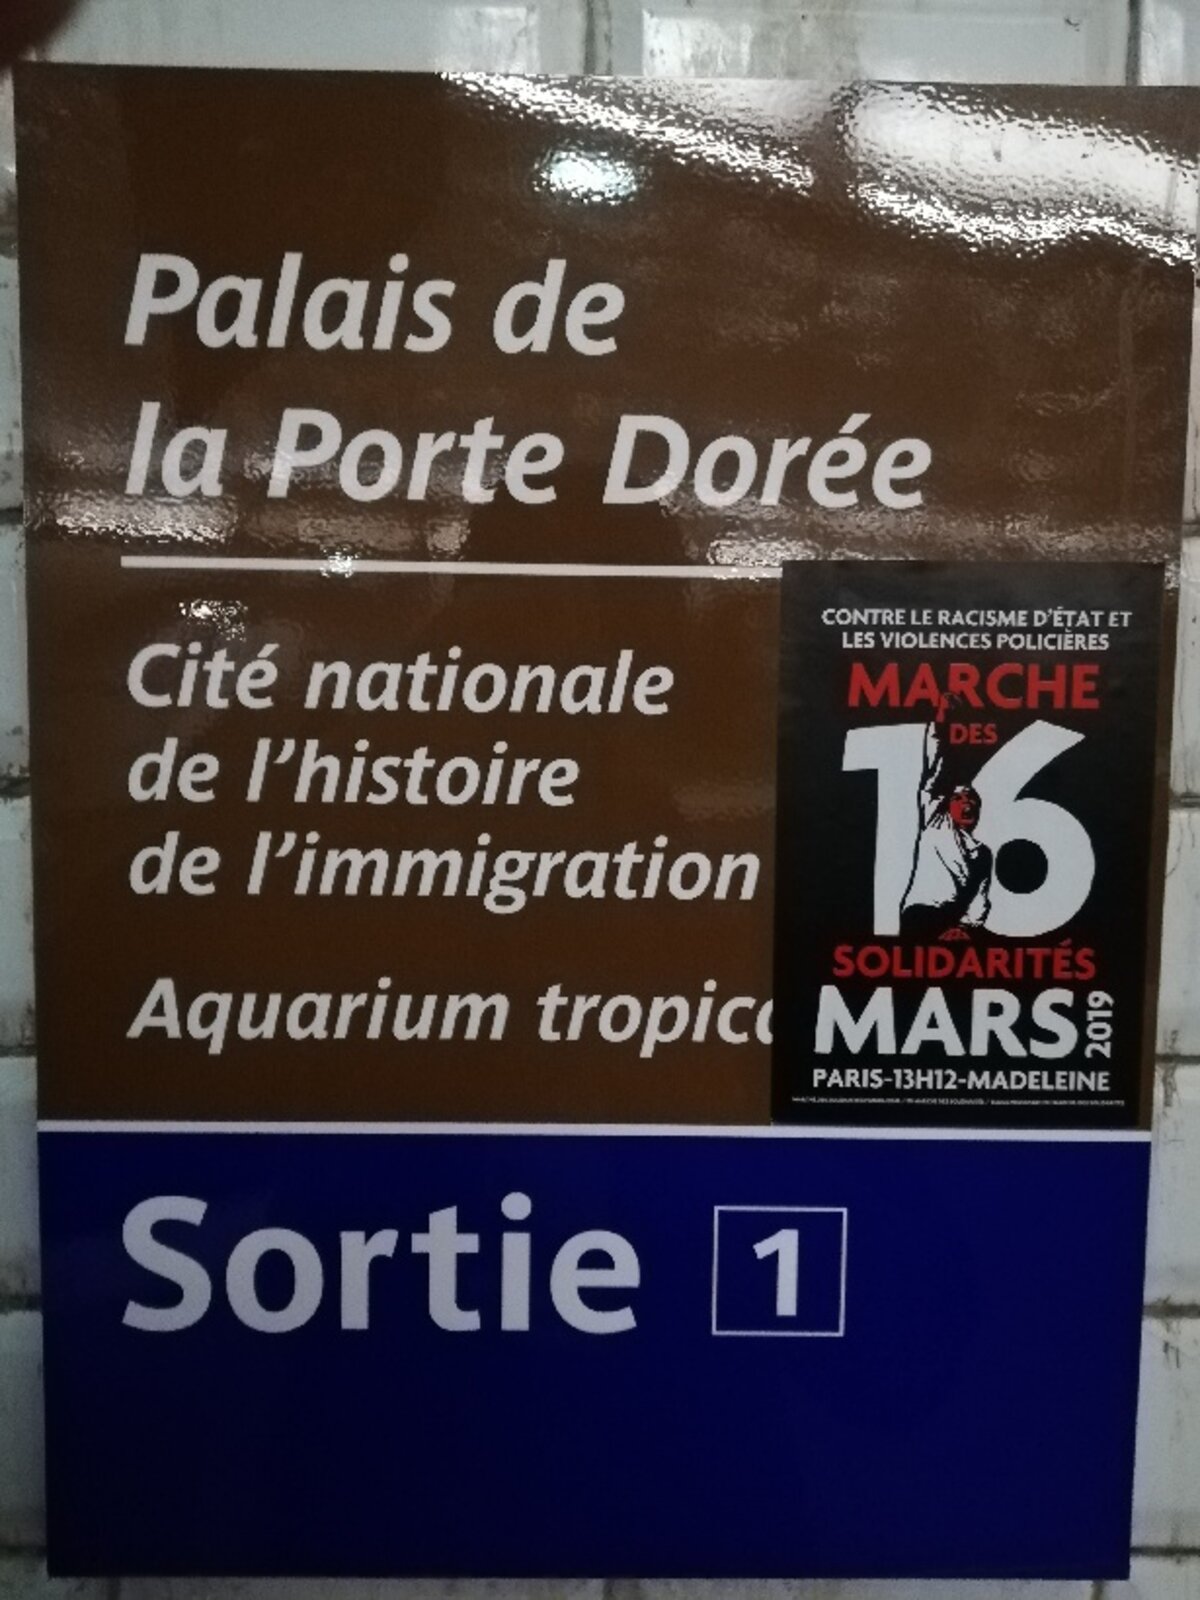 Palais de
la Porte Dorée
Cité nationale
de l'histoire
de l'immigration
Aquarium tropic
CONTRE LE RACISME D'ÉTAT ET
LES VIOLENCES POLICIÈRES
MARCHE
DES
16
SOLIDARITÉS
MARS 2019
PARIS-13H12-MADELEINE
Sortie 1